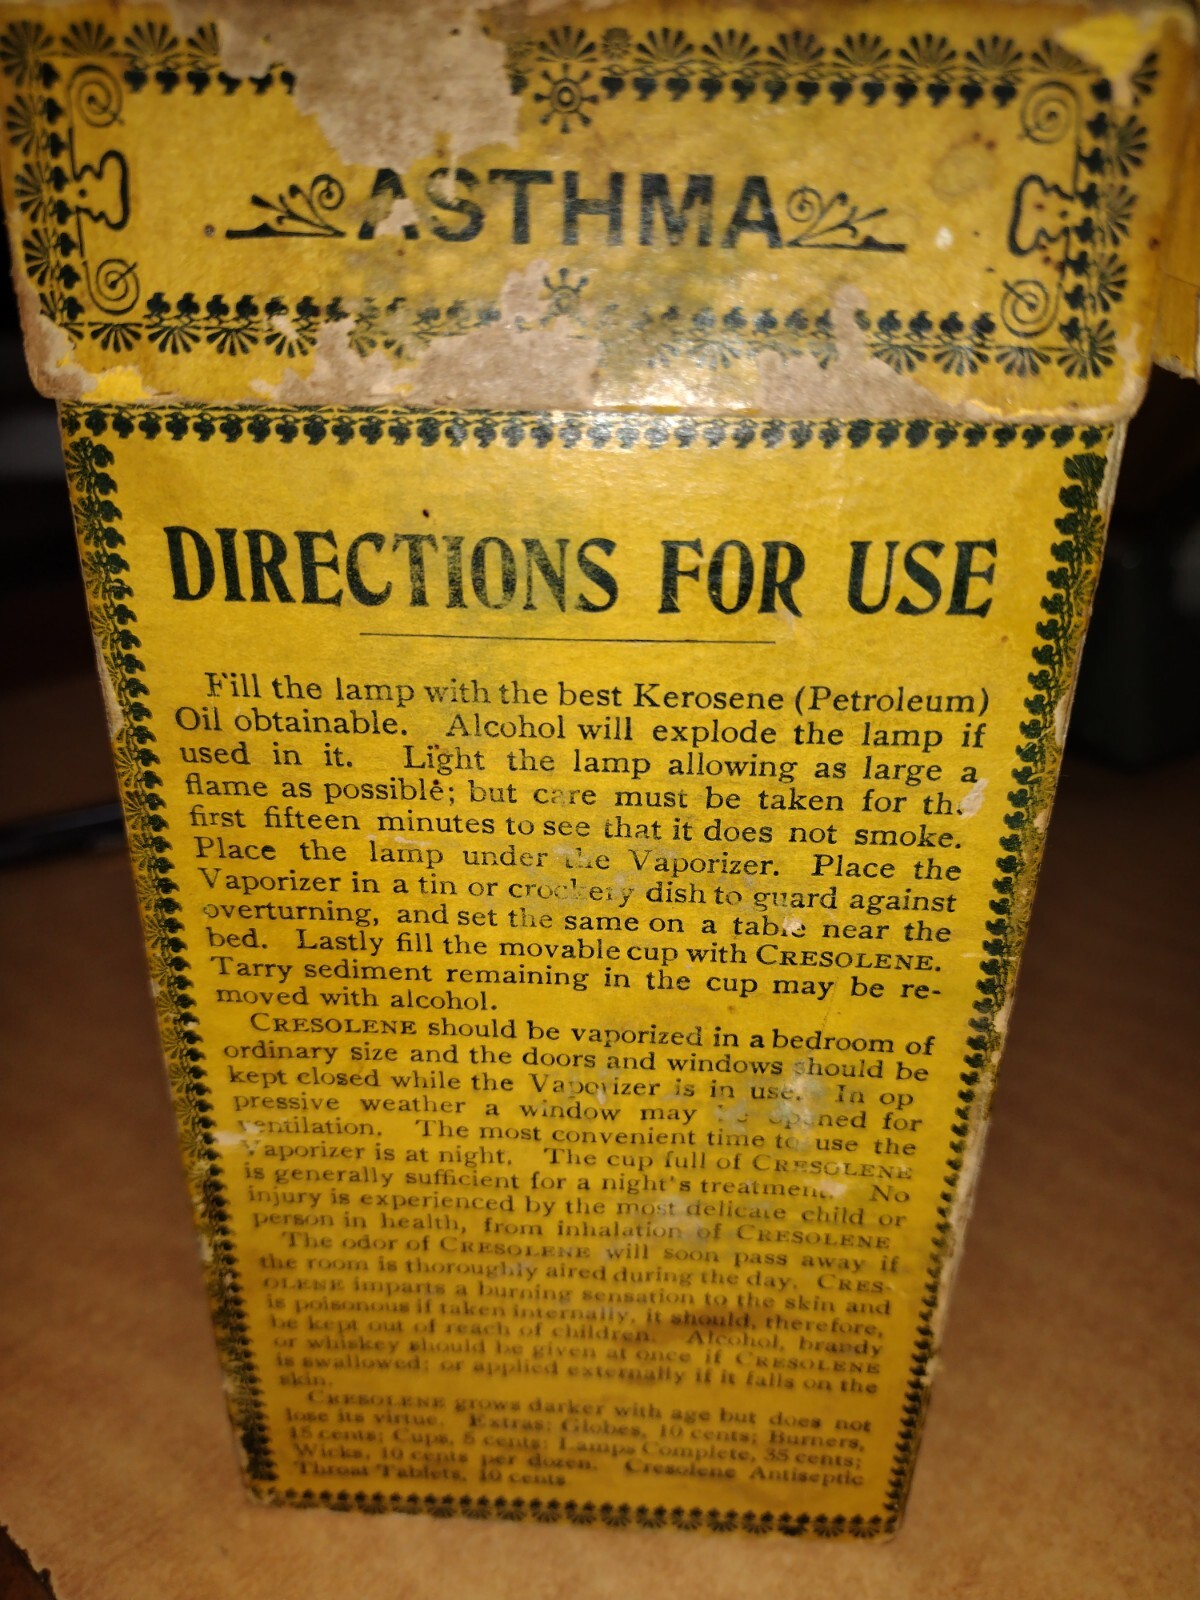 ASTHMA
DIRECTIONS FOR USE
Fill the lamp with the best Kerosene (Petroleum)
Oil obtainable. Alcohol will explode the lamp if
used in it. Light the lamp allowing as large a
flame as possible; but care must be taken for th
first fifteen minutes to see that it does not smoke.
Place the lamp under the Vaporizer. Place the
Vaporizer in a tin or crockery dish to guard against
overturning, and set the same on a table near the
bed. Lastly fill the movable cup with CRESOLENE.
Tarry sediment remaining in the cup may be re-
moved with alcohol.
CRESOLENE should be vaporized in a bedroom of
ordinary size and the doors and windows should be
kept closed while the Vaporizer is in use. In op
pressive weather a window may be opened for
ventilation. The most convenient time to use the
Vaporizer is at night. The cup full of CRESOLENE
is generally sufficient for a night's treatment. No
injury is experienced by the most delicate child or
person in health, from inhalation of CRESOLENE
The odor of CRESOLENE will soon pass away if
the room is thoroughly aired during the day. CRES-
OLENE imparts a burning sensation to the skin and
is poisonous if taken internally, it should, therefore,
be kept out of reach of children. Alcohol, brandy
or whiskey should be given at once if CRESOLENE
is swallowed; or applied externally if it falls on the
skin.
CRESOLENE grows darker with age but does not
lose its virtue. Extras: Globes, 10 cents; Burners,
15 cents; Cups, 5 cents; Lamps Complete, 35 cents;
Wicks, 10 cents per dozen. Cresolene Antiseptic
Throat Tablets, 10 cents